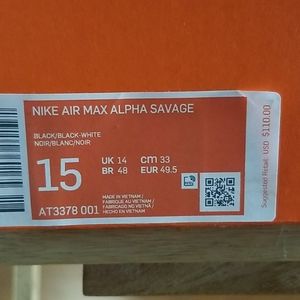 NIKE AIR MAX ALPHA SAVAGE
BLACK/BLACK-WHITE
NOIR/BLANC/NOIR
15
UK 14 cm 33
BR 48 EUR 49.5
AT3378 001
MADE IN VIETNAM /
FABRIQUE AU VIETNAM /
FABRICADO NO VIETNÃ /
HECHO EN VIETNAM
Suggested Retail: USD $110.00